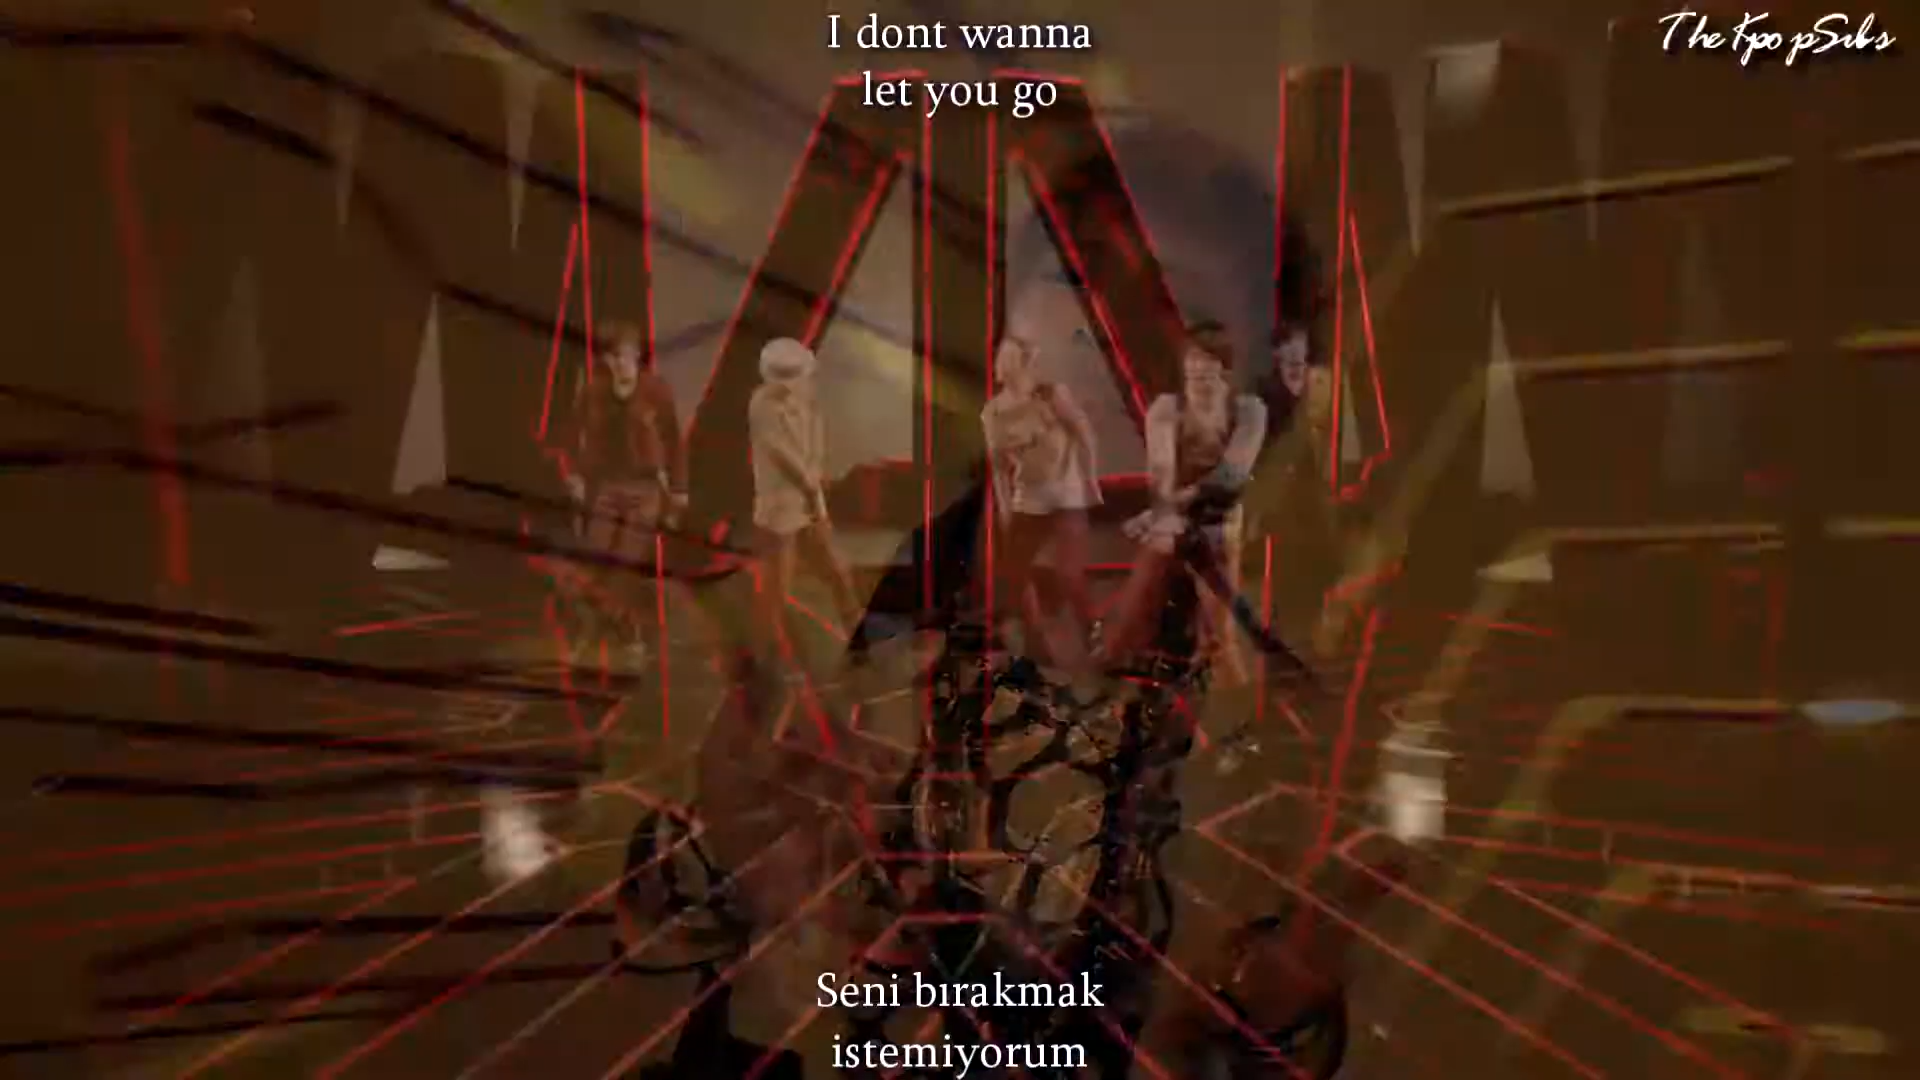 I dont wanna
let you go
TheKpopSubs
Seni bırakmak
istemiyorum